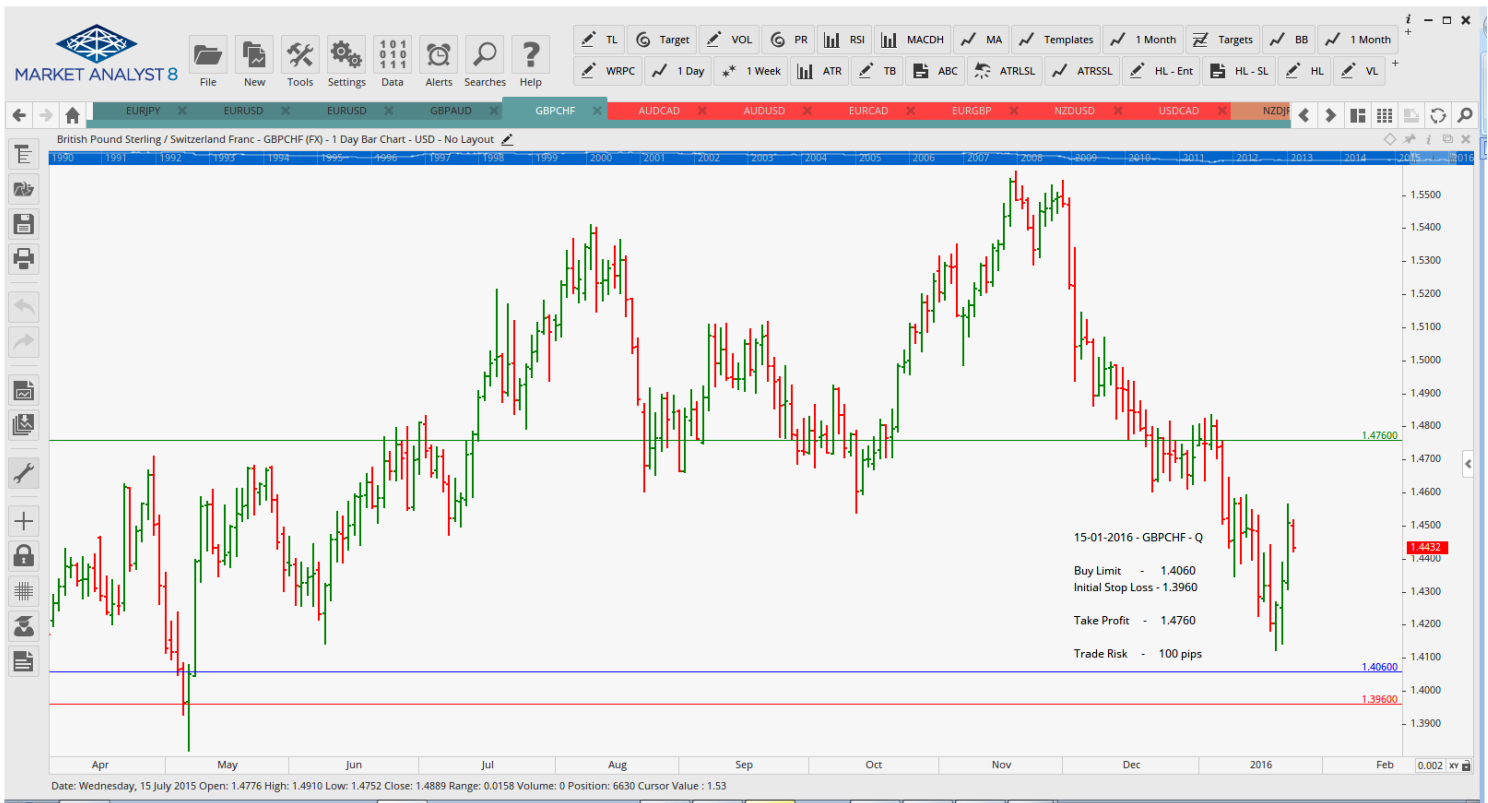 i
TL Target VOL PR RSI MACDH MA Templates 1 Month Targets BB 1 Month +
101
010
111
MARKET ANALYST 8
File New Tools Settings Data Alerts Searches Help
WRPC 1 Day 1 Week ATR TB ABC ATRLSL ATRSSL HL - Ent HL - SL HL VL +
EURJPY EURUSD EURUSD GBPAUD GBPCHF AUDCAD AUDUSD EURCAD EURGBP NZDUSD USDCAD
British Pound Sterling / Switzerland Franc - GBPCHF (FX) - 1 Day Bar Chart - USD - No Layout
1990 1991 1992 1993 1994 1995 1996 1997 1998 1999 2000 2001 2002 2003 2004 2005 2006 2007 2008 2009 2010 2011 2012 2013 2014 2015 2016
1.5500
1.5400
1.5300
1.5200
1.5100
1.5000
1.4900
1.4800
1.47600
1.4700
1.4600
1.4500
15-01-2016 - GBPCHF - Q
1.4432
1.4400
Buy Limit - 1.4060
Initial Stop Loss - 1.3960
1.4300
Take Profit - 1.4760
1.4200
Trade Risk - 100 pips
1.4100
1.40600
1.4000
1.39600
1.3900
Apr May Jun Jul Aug Sep Oct Nov Dec 2016 Feb 0.002 XY
Date: Wednesday, 15 July 2015 Open: 1.4776 High: 1.4910 Low: 1.4752 Close: 1.4889 Range: 0.0158 Volume: 0 Position: 6630 Cursor Value : 1.53